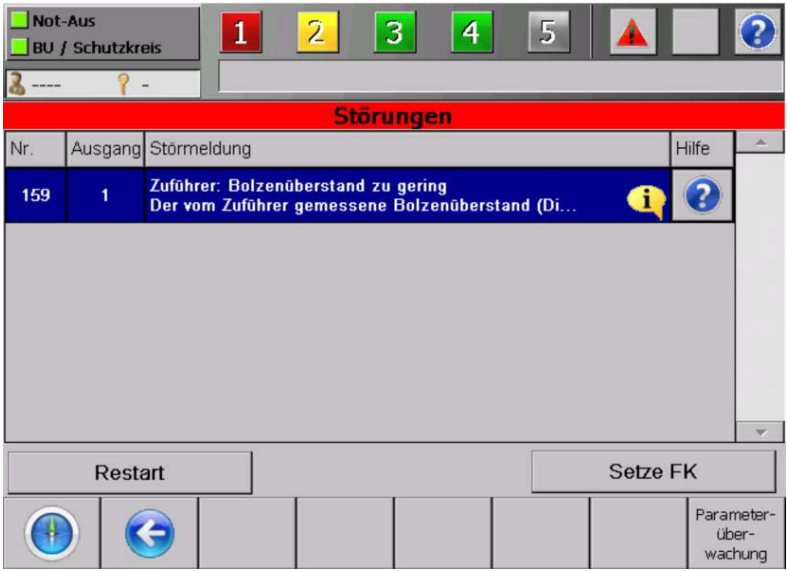 Not-Aus
BU / Schutzkreis
1 2 3 4 5
---- -
Störungen
Nr. Ausgang Störmeldung Hilfe
159 1 Zuführer: Bolzenüberstand zu gering
Der vom Zuführer gemessene Bolzenüberstand (Di...
Restart Setze FK
Parameter-
über-
wachung